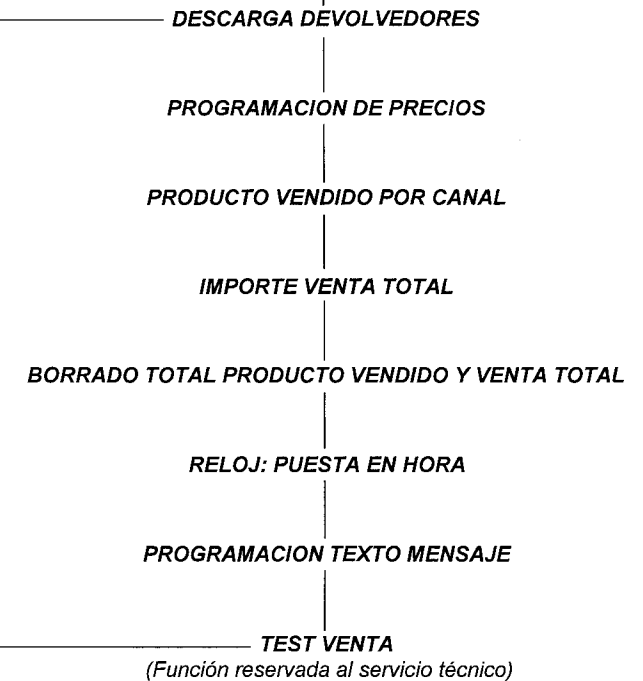 DESCARGA DEVOLVEDORES
PROGRAMACION DE PRECIOS
PRODUCTO VENDIDO POR CANAL
IMPORTE VENTA TOTAL
BORRADO TOTAL PRODUCTO VENDIDO Y VENTA TOTAL
RELOJ: PUESTA EN HORA
PROGRAMACION TEXTO MENSAJE
TEST VENTA
(Función reservada al servicio técnico)